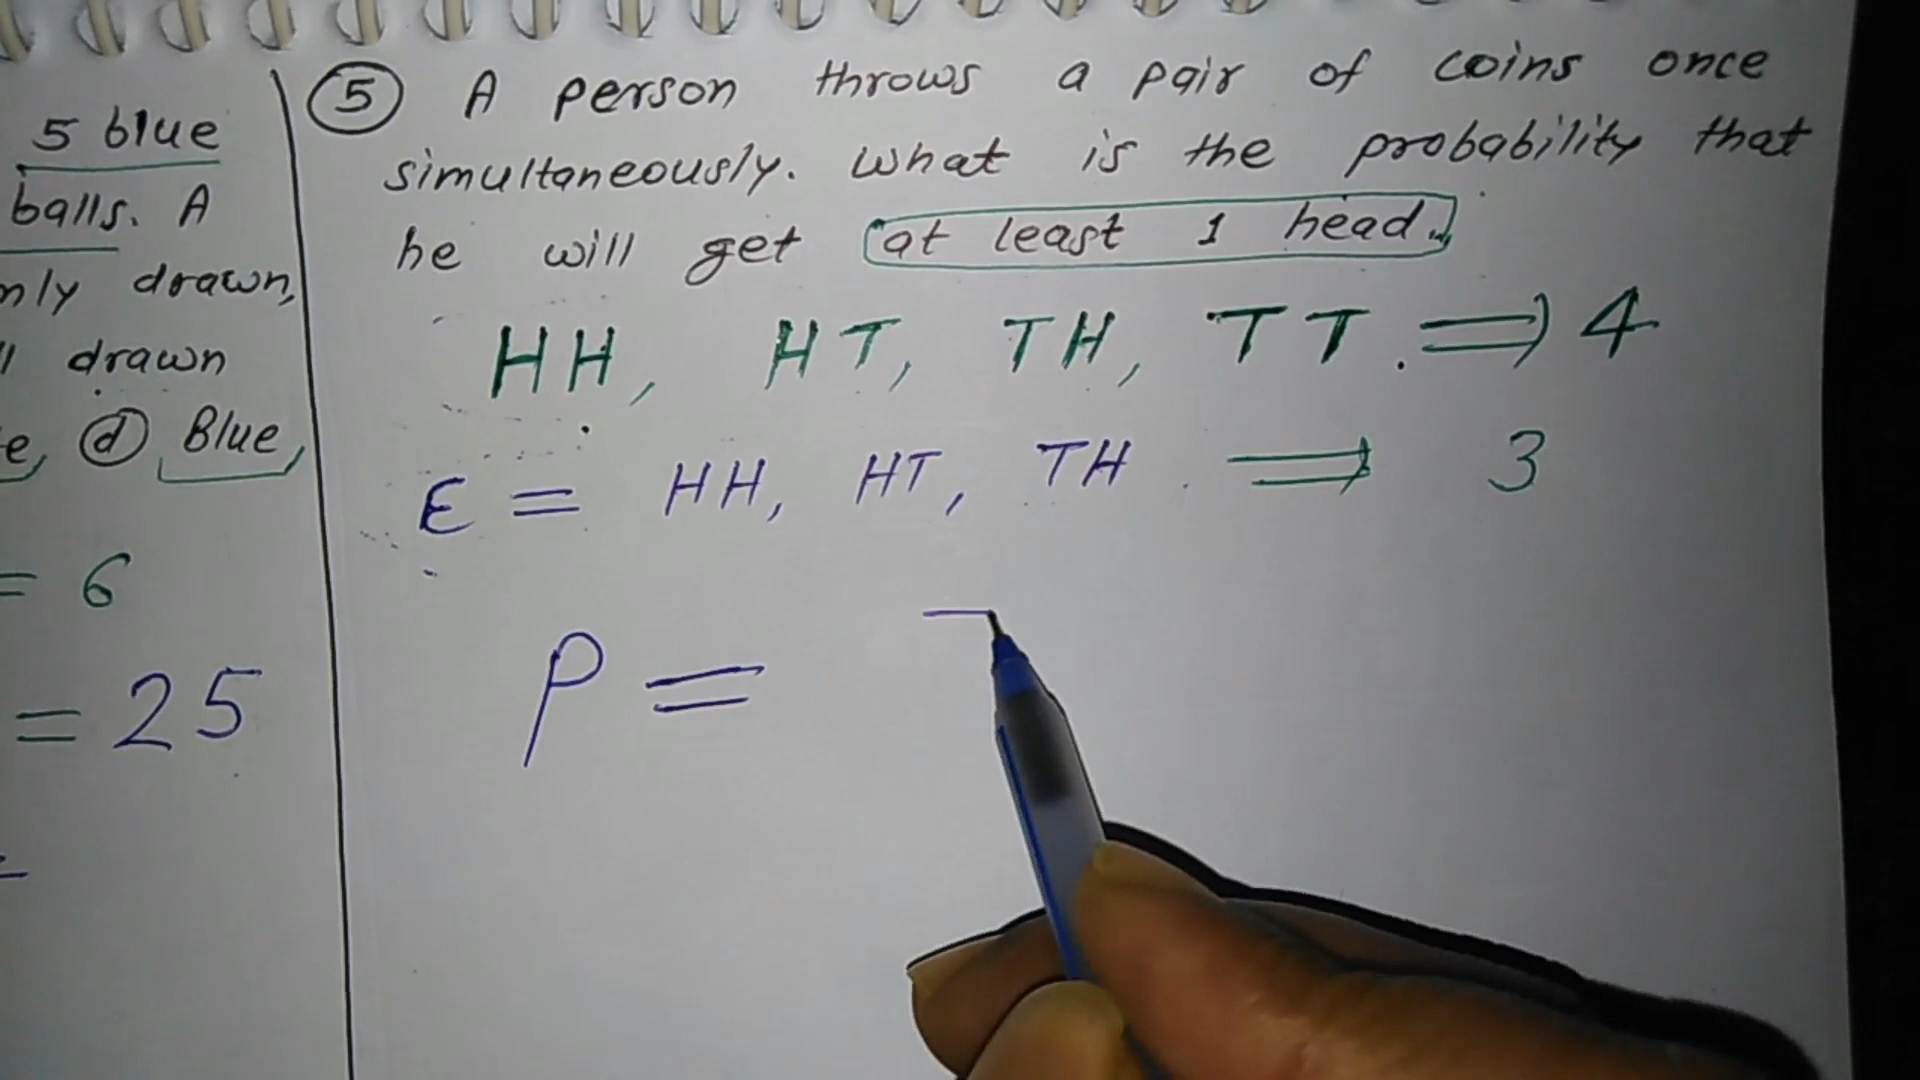 5 blue
balls. A
nly drawn,
drawn
e, (d) Blue,
= 6
= 25
(5) A person throws a pair of coins once
simultaneously. What is the probability that
he will get at least 1 head.
HH, HT, TH, TT. ⇒ 4
E = HH, HT, TH. ⇒ 3
P =